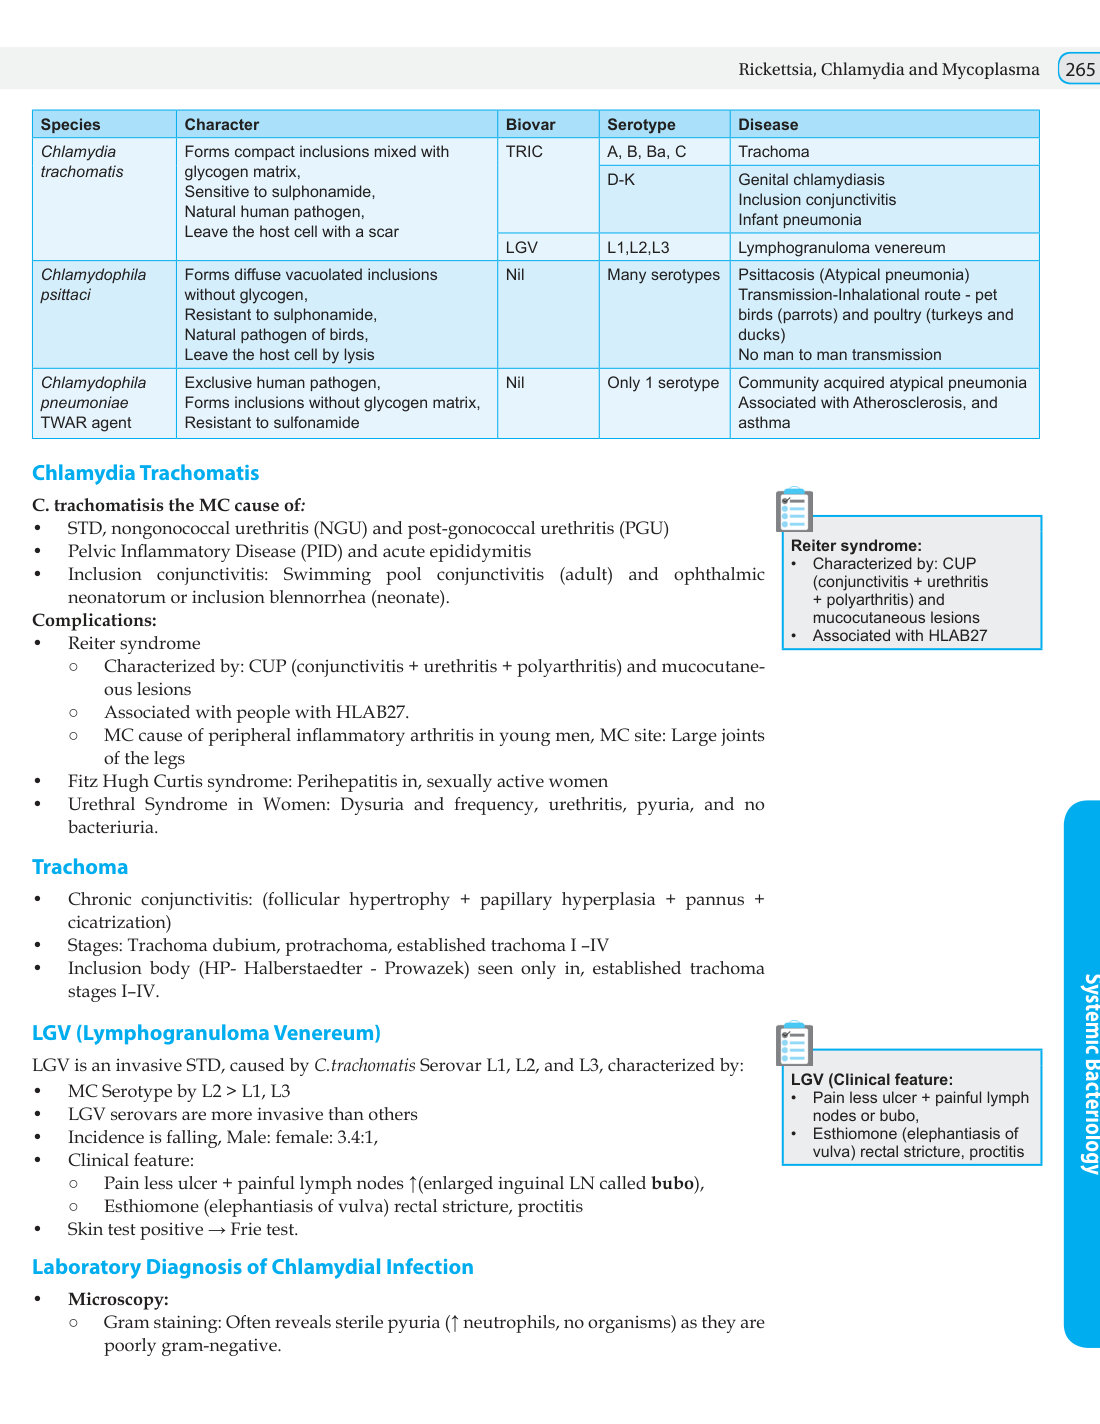 Rickettsia, Chlamydia and Mycoplasma 265
Species Character Biovar Serotype Disease
Chlamydia trachomatis
Forms compact inclusions mixed with
glycogen matrix,
Sensitive to sulphonamide,
Natural human pathogen,
Leave the host cell with a scar
TRIC A, B, Ba, C Trachoma
D-K Genital chlamydiasis
Inclusion conjunctivitis
Infant pneumonia
LGV L1,L2,L3 Lymphogranuloma venereum
Chlamydophila
psittaci
Forms diffuse vacuolated inclusions
without glycogen,
Resistant to sulphonamide,
Natural pathogen of birds,
Leave the host cell by lysis
Nil Many serotypes Psittacosis (Atypical pneumonia)
Transmission-Inhalational route - pet
birds (parrots) and poultry (turkeys and
ducks)
No man to man transmission
Chlamydophila
pneumoniae
TWAR agent
Exclusive human pathogen,
Forms inclusions without glycogen matrix,
Resistant to sulfonamide
Nil Only 1 serotype Community acquired atypical pneumonia
Associated with Atherosclerosis, and
asthma
Chlamydia Trachomatis
C. trachomatisis the MC cause of:
• STD, nongonococcal urethritis (NGU) and post-gonococcal urethritis (PGU)
• Pelvic Inflammatory Disease (PID) and acute epididymitis
• Inclusion conjunctivitis: Swimming pool conjunctivitis (adult) and ophthalmic
neonatorum or inclusion blennorrhea (neonate).
Complications:
• Reiter syndrome
○ Characterized by: CUP (conjunctivitis + urethritis + polyarthritis) and mucocutane-
ous lesions
○ Associated with people with HLAB27.
○ MC cause of peripheral inflammatory arthritis in young men, MC site: Large joints
of the legs
• Fitz Hugh Curtis syndrome: Perihepatitis in, sexually active women
• Urethral Syndrome in Women: Dysuria and frequency, urethritis, pyuria, and no
bacteriuria.
Reiter syndrome:
• Characterized by: CUP
(conjunctivitis + urethritis
+ polyarthritis) and
mucocutaneous lesions
• Associated with HLAB27
Trachoma
• Chronic conjunctivitis: (follicular hypertrophy + papillary hyperplasia + pannus +
cicatrization)
• Stages: Trachoma dubium, protrachoma, established trachoma I –IV
• Inclusion body (HP- Halberstaedter - Prowazek) seen only in, established trachoma
stages I–IV.
LGV (Lymphogranuloma Venereum)
LGV is an invasive STD, caused by C.trachomatis Serovar L1, L2, and L3, characterized by:
• MC Serotype by L2 > L1, L3
• LGV serovars are more invasive than others
• Incidence is falling, Male: female: 3.4:1,
• Clinical feature:
○ Pain less ulcer + painful lymph nodes ↑(enlarged inguinal LN called bubo),
○ Esthiomone (elephantiasis of vulva) rectal stricture, proctitis
• Skin test positive → Frie test.
LGV (Clinical feature:
• Pain less ulcer + painful lymph
nodes or bubo,
• Esthiomone (elephantiasis of
vulva) rectal stricture, proctitis
Laboratory Diagnosis of Chlamydial Infection
• Microscopy:
○ Gram staining: Often reveals sterile pyuria (↑ neutrophils, no organisms) as they are
poorly gram-negative.
Systemic Bacteriology